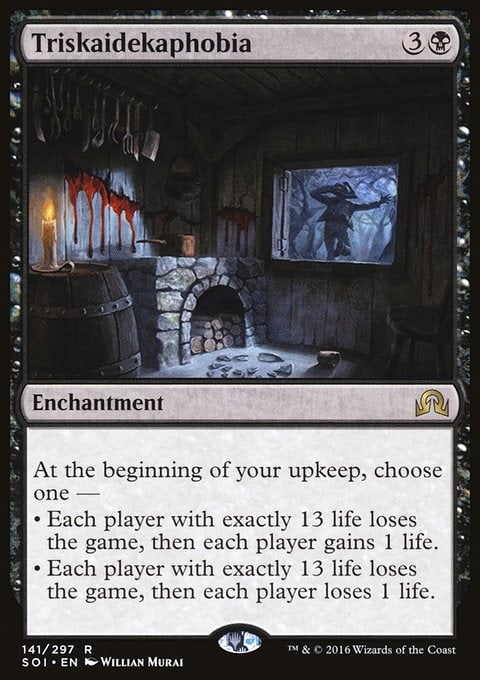 Triskaidekaphobia 3
Enchantment
At the beginning of your upkeep, choose
one —
• Each player with exactly 13 life loses
the game, then each player gains 1 life.
• Each player with exactly 13 life loses
the game, then each player loses 1 life.
141/297 R
SOI • EN Willian Murai
™ & © 2016 Wizards of the Coast